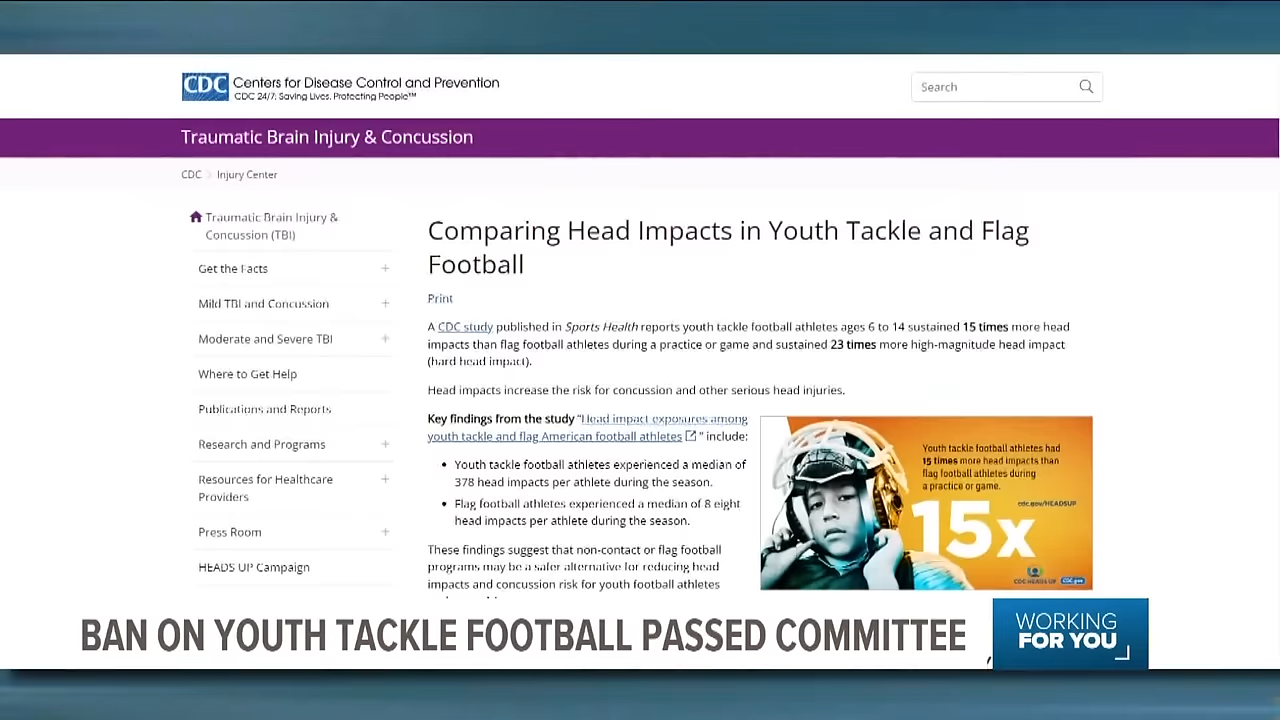 CDC Centers for Disease Control and Prevention
CDC 24/7: Saving Lives, Protecting People™
Search
Traumatic Brain Injury & Concussion
CDC Injury Center
Traumatic Brain Injury &
Concussion (TBI)
Get the Facts
Mild TBI and Concussion
Moderate and Severe TBI
Where to Get Help
Publications and Reports
Research and Programs
Resources for Healthcare
Providers
Press Room
HEADS UP Campaign
Comparing Head Impacts in Youth Tackle and Flag
Football
Print
A CDC study published in Sports Health reports youth tackle football athletes ages 6 to 14 sustained 15 times more head
impacts than flag football athletes during a practice or game and sustained 23 times more high-magnitude head impact
(hard head impact).
Head impacts increase the risk for concussion and other serious head injuries.
Key findings from the study "Head impact exposures among
youth tackle and flag American football athletes" include:
• Youth tackle football athletes experienced a median of
378 head impacts per athlete during the season.
• Flag football athletes experienced a median of 8 eight
head impacts per athlete during the season.
These findings suggest that non-contact or flag football
programs may be a safer alternative for reducing head
impacts and concussion risk for youth football athletes
Youth tackle football athletes had
15 times more head impacts than
flag football athletes during
a practice or game.
cdc.gov/HEADSUP
15x
CDC HEADS UP
CDC.gov
BAN ON YOUTH TACKLE FOOTBALL PASSED COMMITTEE
WORKING
FOR YOU